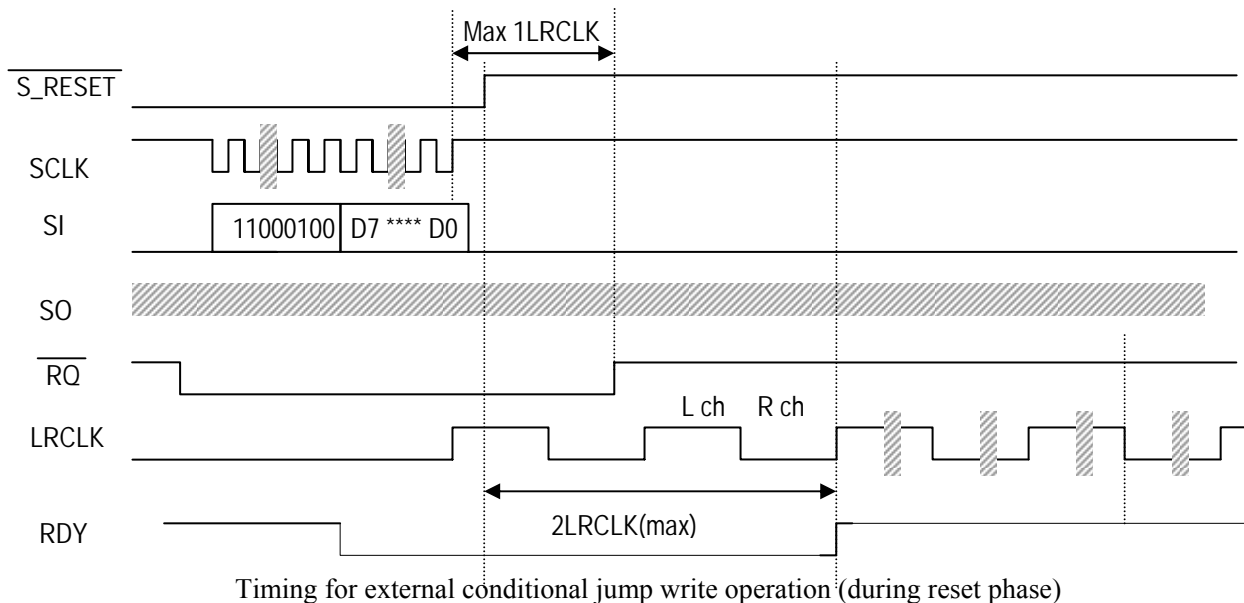 Max 1LRCLK
S_RESET
SCLK
SI
11000100 D7 **** D0
SO
RQ
L ch R ch
LRCLK
2LRCLK(max)
RDY
Timing for external conditional jump write operation (during reset phase)